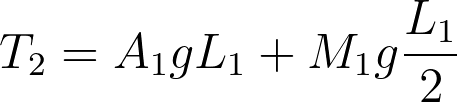 $T_2 = A_1 g L_1 + M_1 g \frac{L_1}{2}$